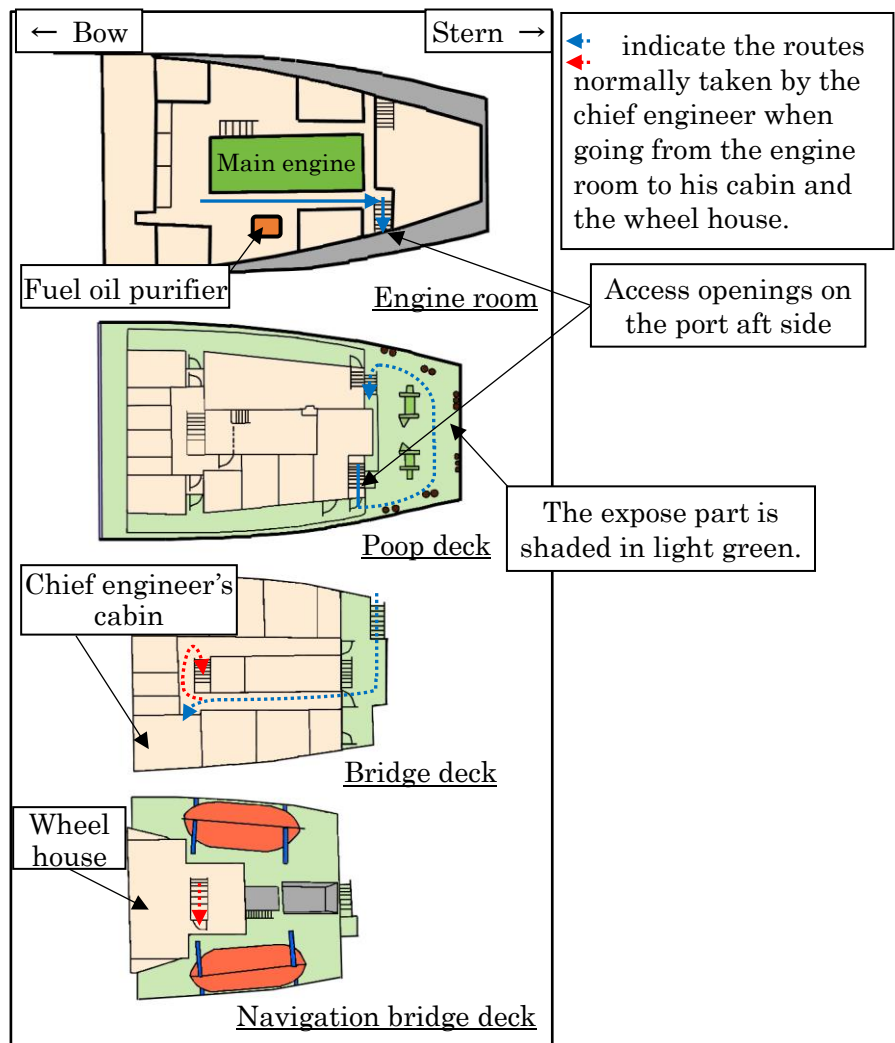 ← Bow
Stern →
Main engine
Fuel oil purifier
Engine room
indicate the routes
normally taken by the
chief engineer when
going from the engine
room to his cabin and
the wheel house.
Access openings on
the port aft side
Poop deck
The expose part is
shaded in light green.
Chief engineer's
cabin
Bridge deck
Wheel
house
Navigation bridge deck